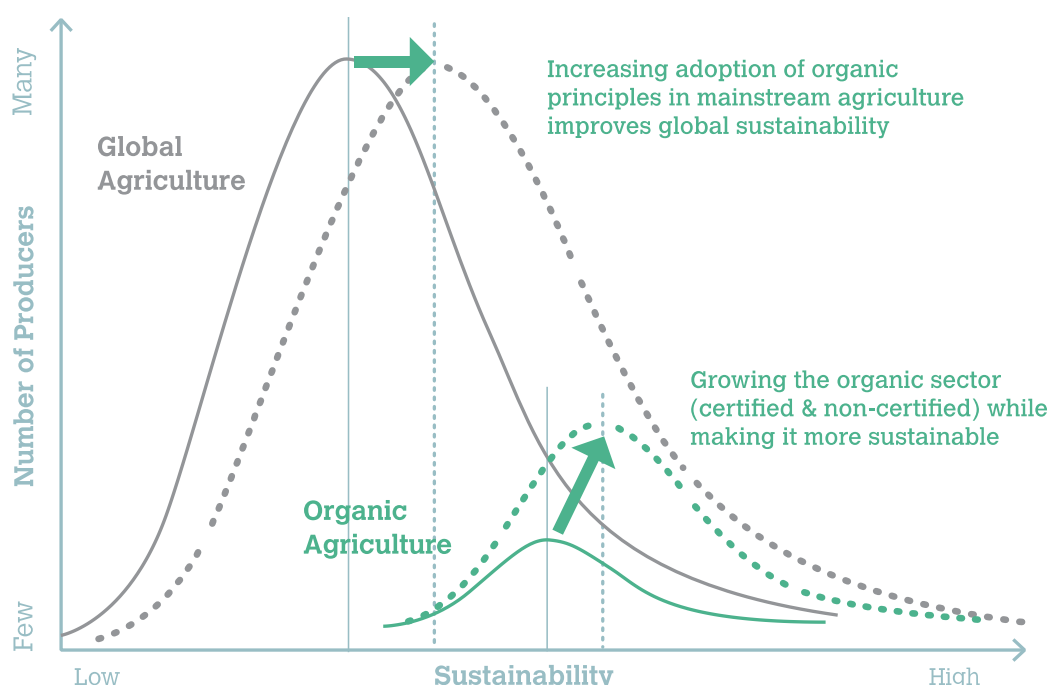 Many
Increasing adoption of organic
principles in mainstream agriculture
improves global sustainability
Global
Agriculture
Number of Producers
Growing the organic sector
(certified & non-certified) while
making it more sustainable
Organic
Agriculture
Few
Low
Sustainability
High